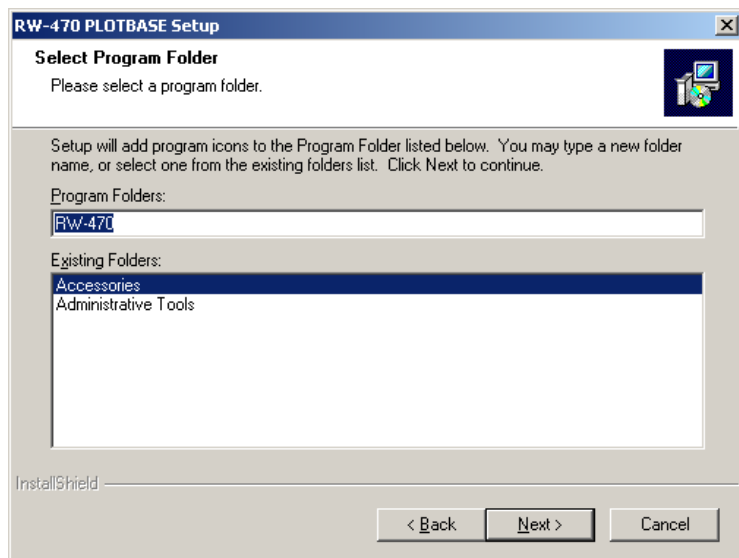 RW-470 PLOTBASE Setup
Select Program Folder
Please select a program folder.
Setup will add program icons to the Program Folder listed below. You may type a new folder
name, or select one from the existing folders list. Click Next to continue.
Program Folders:
RW-470
Existing Folders:
Accessories
Administrative Tools
InstallShield
< Back
Next >
Cancel